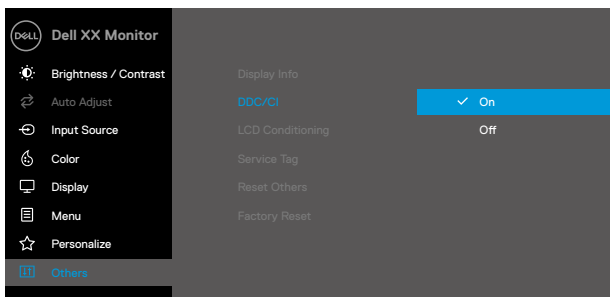 DELL Dell XX Monitor
Brightness / Contrast
Auto Adjust
Input Source
Color
Display
Menu
Personalize
Others
Display Info
DDC/CI
LCD Conditioning
Service Tag
Reset Others
Factory Reset
On
Off